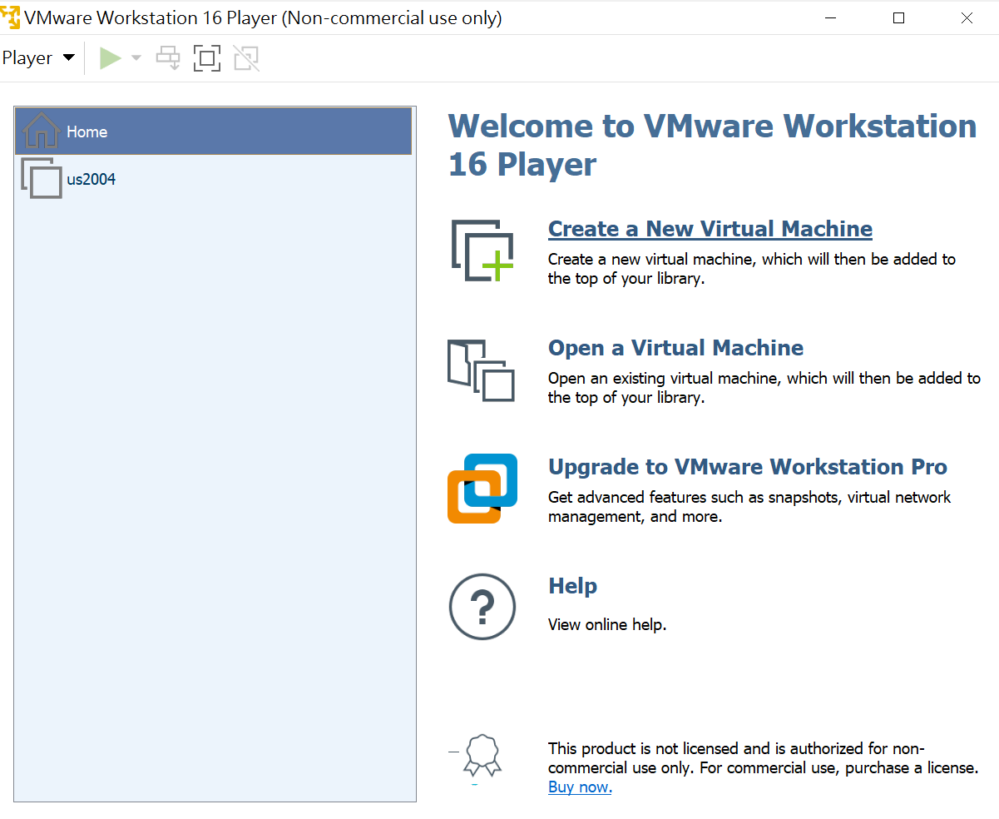 VMware Workstation 16 Player (Non-commercial use only)
Player
Home
us2004
Welcome to VMware Workstation
16 Player
Create a New Virtual Machine
Create a new virtual machine, which will then be added to
the top of your library.
Open a Virtual Machine
Open an existing virtual machine, which will then be added to
the top of your library.
Upgrade to VMware Workstation Pro
Get advanced features such as snapshots, virtual network
management, and more.
?
Help
View online help.
This product is not licensed and is authorized for non-
commercial use only. For commercial use, purchase a license.
Buy now.